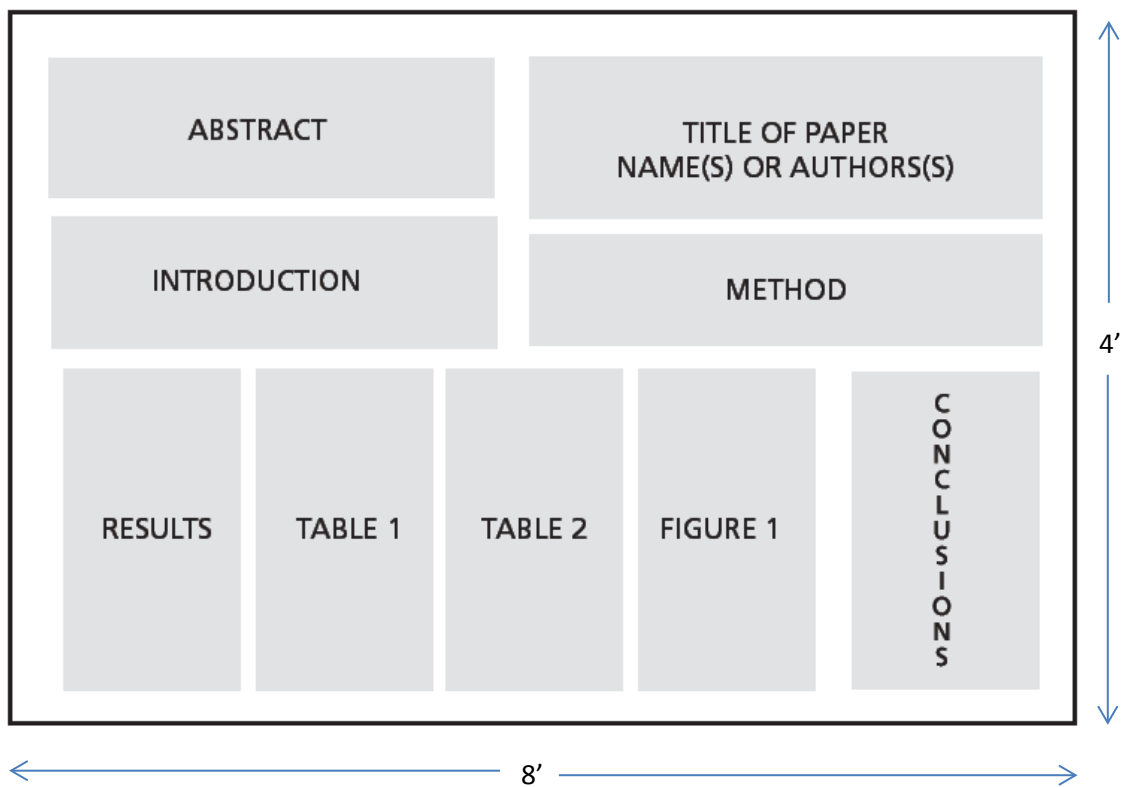 ABSTRACT
TITLE OF PAPER
NAME(S) OR AUTHORS(S)
INTRODUCTION
METHOD
4’
RESULTS
TABLE 1
TABLE 2
FIGURE 1
CONCLUSIONS
8’